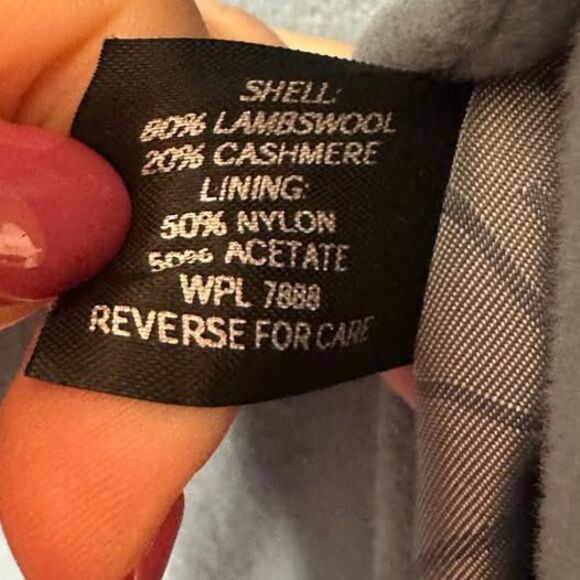 SHELL:
80% LAMBSWOOL
20% CASHMERE
LINING:
50% NYLON
50% ACETATE
WPL 7888
REVERSE FOR CARE